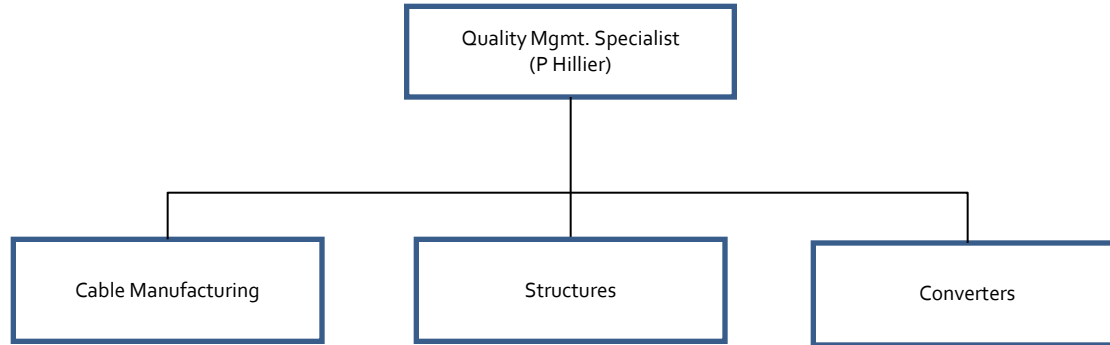 Quality Mgmt. Specialist
(P Hillier)
Cable Manufacturing
Structures
Converters